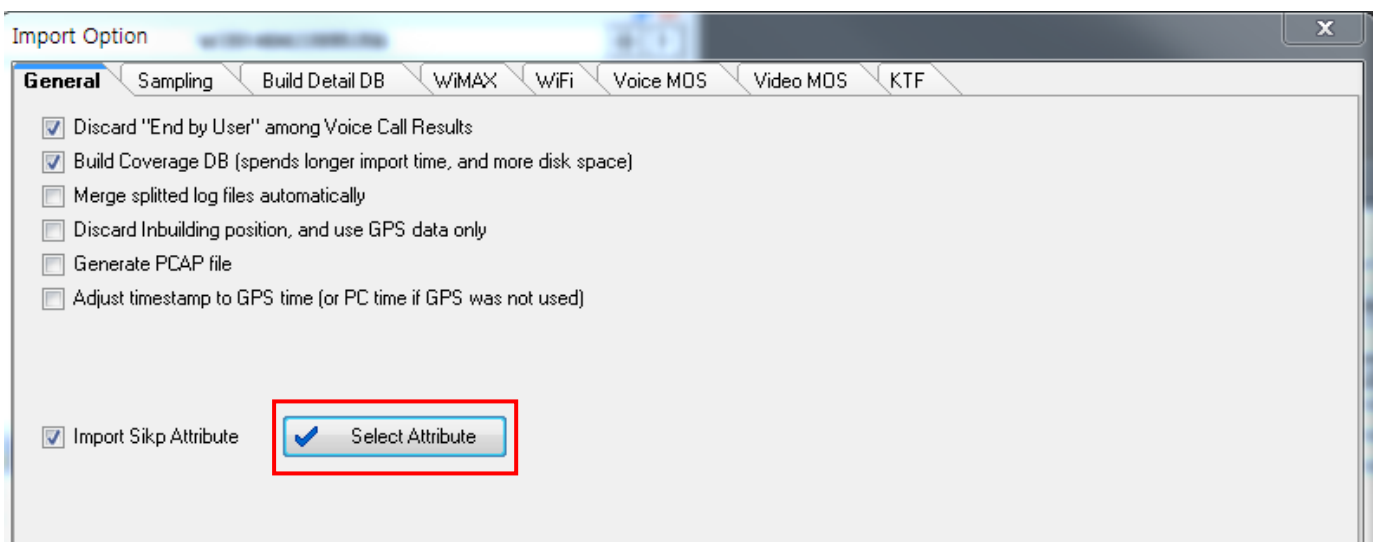 Import Option
X
General Sampling Build Detail DB WiMAX WiFi Voice MOS Video MOS KTF
Discard "End by User" among Voice Call Results
Build Coverage DB (spends longer import time, and more disk space)
Merge splitted log files automatically
Discard Inbuilding position, and use GPS data only
Generate PCAP file
Adjust timestamp to GPS time (or PC time if GPS was not used)
Import Sikp Attribute Select Attribute